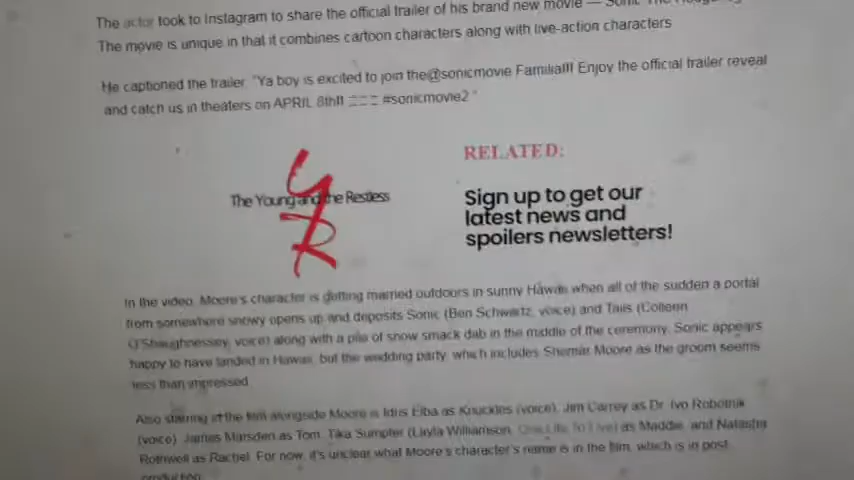 The actor took to Instagram to share the official trailer of his brand new movie — Sonic The
The movie is unique in that it combines cartoon characters along with live-action characters
He captioned the trailer, "Ya boy is excited to join the@sonicmovie Familia!!! Enjoy the official trailer reveal
and catch us in theaters on APRIL 8th!! #sonicmovie2 "
RELATED:
YR
The Young and the Restless
Sign up to get our
latest news and
spoilers newsletters!
In the video, Moore's character is getting married outdoors in sunny Hawaii when all of the sudden a portal
from somewhere snowy opens up and deposits Sonic (Ben Schwartz, voice) and Tails (Colleen
O'Shaughnessey, voice) along with a pile of snow smack dab in the middle of the ceremony. Sonic appears
happy to have landed in Hawaii, but the wedding party, which includes Shemar Moore as the groom seems
less than impressed.
Also starring in the film alongside Moore is Idris Elba as Knuckles (voice), Jim Carrey as Dr. Ivo Robotnik
(voice), James Marsden as Tom, Tika Sumpter (Layla Williamson, One Life To Live) as Maddie, and Natasha
Rothwell as Rachel. For now, it's unclear what Moore's character's name is in the film, which is in post
production.